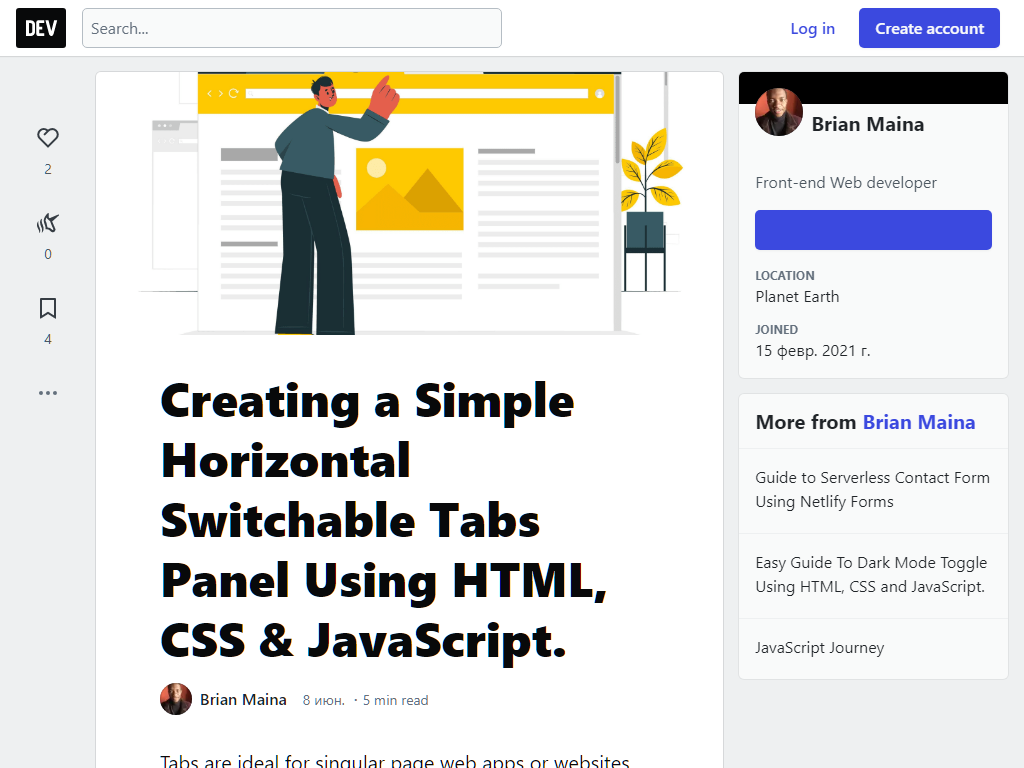 DEV
Search...
Log in
Create account
2
0
4
Creating a Simple
Horizontal
Switchable Tabs
Panel Using HTML,
CSS & JavaScript.
Brian Maina 8 июн. · 5 min read
Tabs are ideal for singular page web apps or websites
Brian Maina
Front-end Web developer
LOCATION
Planet Earth
JOINED
15 февр. 2021 г.
More from Brian Maina
Guide to Serverless Contact Form
Using Netlify Forms
Easy Guide To Dark Mode Toggle
Using HTML, CSS and JavaScript.
JavaScript Journey